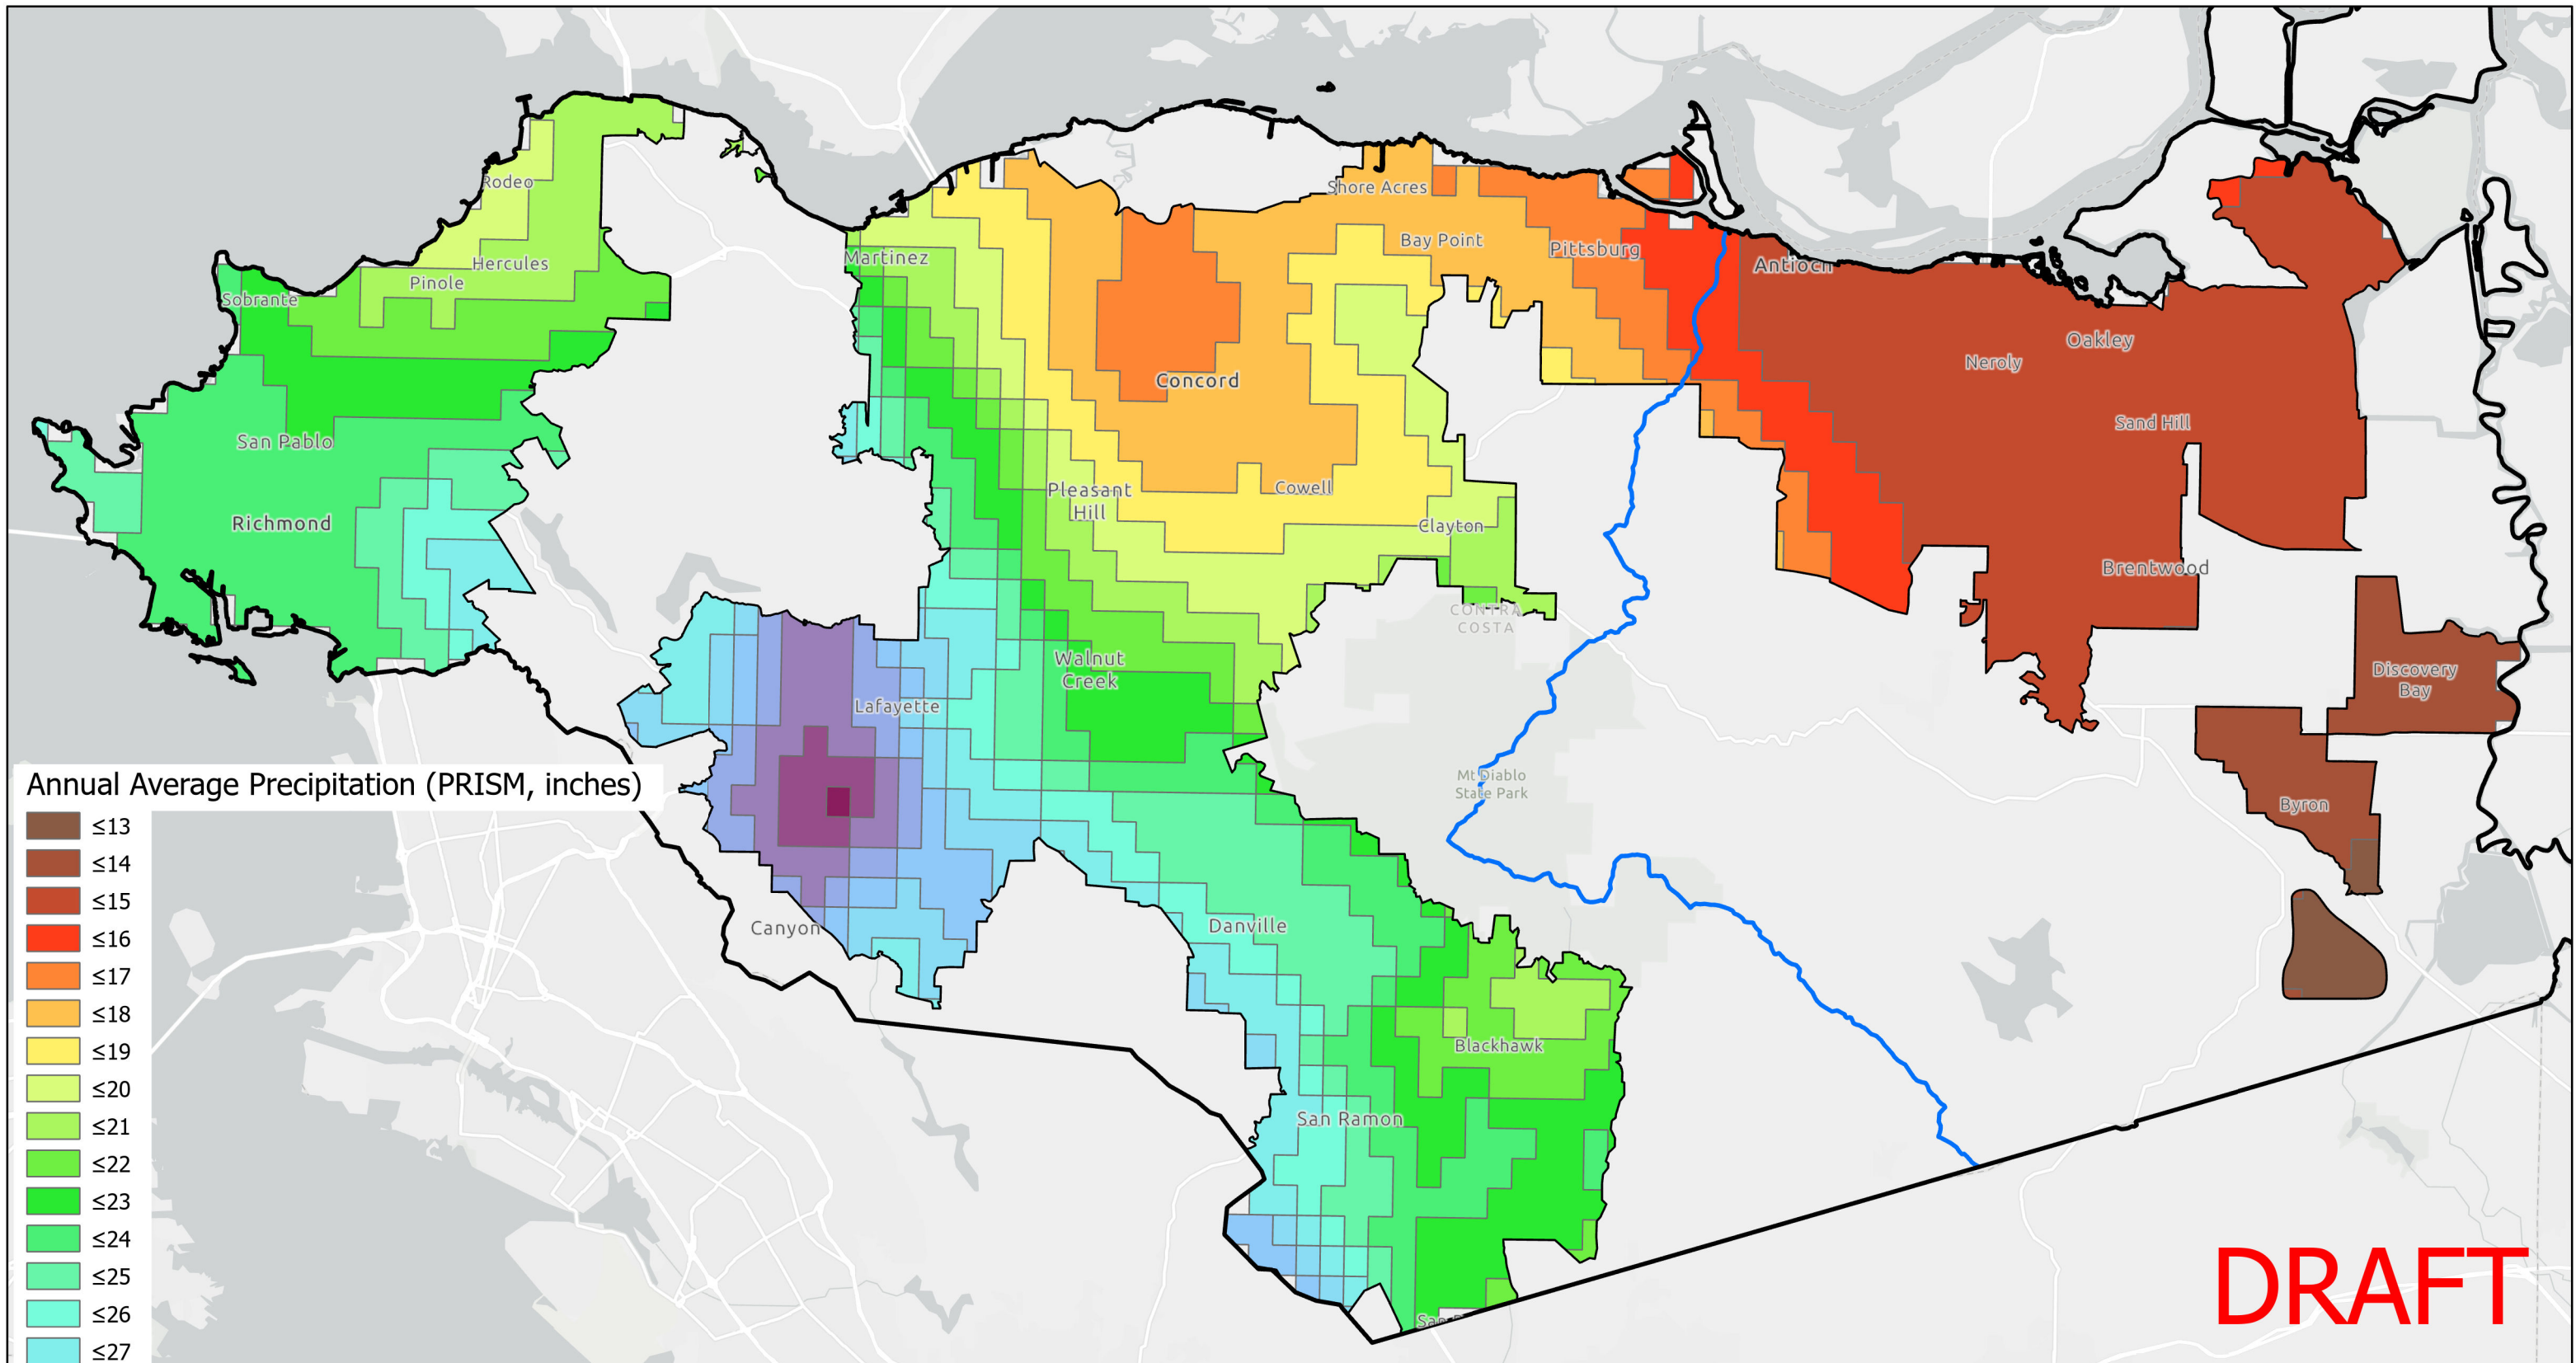 Rodeo
Hercules
Pinole
Sobrante
San Pablo
Richmond
Martinez
Shore Acres
Bay Point
Pittsburg
Antioch
Concord
Oakley
Neroly
Sand Hill
Pleasant
Hill
Cowell
Clayton
Brentwood
CONTRA
COSTA
Walnut
Creek
Lafayette
Discovery
Bay
Mt Diablo
State Park
Byron
Canyon
Danville
Blackhawk
San Ramon
San
Annual Average Precipitation (PRISM, inches)
≤13
≤14
≤15
≤16
≤17
≤18
≤19
≤20
≤21
≤22
≤23
≤24
≤25
≤26
≤27
DRAFT